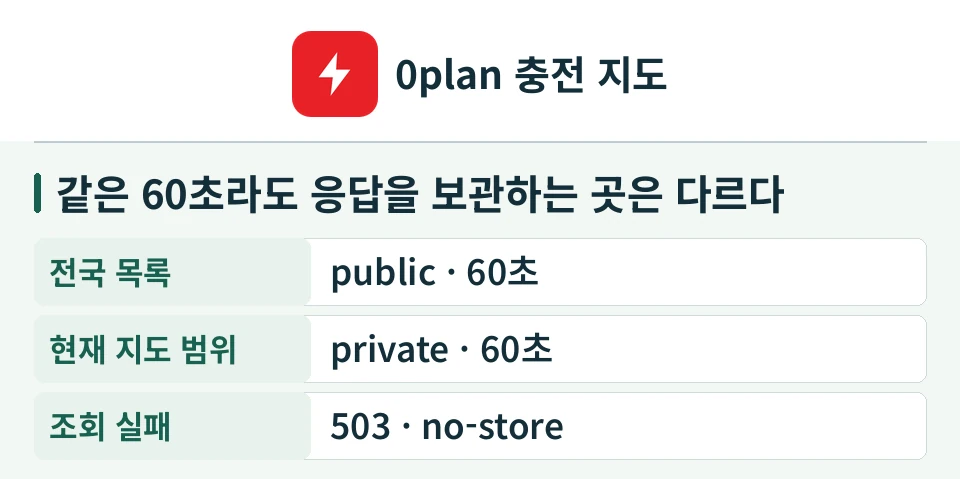 0plan 충전 지도
같은 60초라도 응답을 보관하는 곳은 다르다
전국 목록
public · 60초
현재 지도 범위
private · 60초
조회 실패
503 · no-store